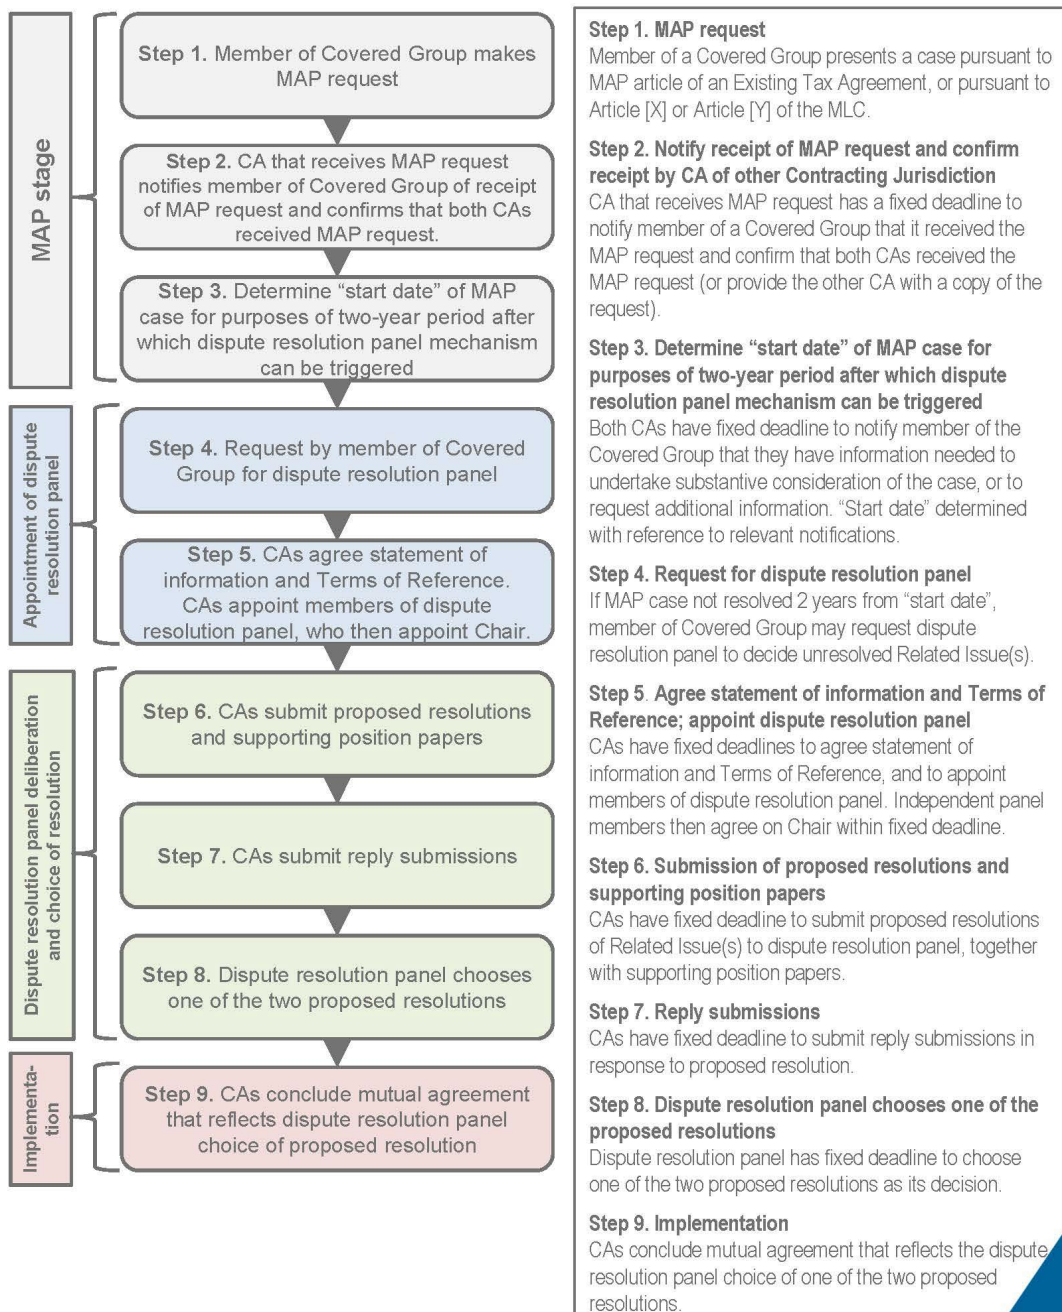 MAP stage
Step 1. Member of Covered Group makes
MAP request
Step 2. CA that receives MAP request
notifies member of Covered Group of receipt
of MAP request and confirms that both CAs
received MAP request.
Step 3. Determine “start date” of MAP
case for purposes of two-year period after
which dispute resolution panel mechanism
can be triggered
Appointment of dispute
resolution panel
Step 4. Request by member of Covered
Group for dispute resolution panel
Step 5. CAs agree statement of
information and Terms of Reference.
CAs appoint members of dispute
resolution panel, who then appoint Chair.
Dispute resolution panel deliberation
and choice of resolution
Step 6. CAs submit proposed resolutions
and supporting position papers
Step 7. CAs submit reply submissions
Step 8. Dispute resolution panel chooses
one of the two proposed resolutions
Implementa-
tion
Step 9. CAs conclude mutual agreement
that reflects dispute resolution panel
choice of proposed resolution
Step 1. MAP request
Member of a Covered Group presents a case pursuant to
MAP article of an Existing Tax Agreement, or pursuant to
Article [X] or Article [Y] of the MLC.
Step 2. Notify receipt of MAP request and confirm
receipt by CA of other Contracting Jurisdiction
CA that receives MAP request has a fixed deadline to
notify member of a Covered Group that it received the
MAP request and confirm that both CAs received the
MAP request (or provide the other CA with a copy of the
request).
Step 3. Determine “start date” of MAP case for
purposes of two-year period after which dispute
resolution panel mechanism can be triggered
Both CAs have fixed deadline to notify member of the
Covered Group that they have information needed to
undertake substantive consideration of the case, or to
request additional information. “Start date” determined
with reference to relevant notifications.
Step 4. Request for dispute resolution panel
If MAP case not resolved 2 years from “start date”,
member of Covered Group may request dispute
resolution panel to decide unresolved Related Issue(s).
Step 5. Agree statement of information and Terms of
Reference; appoint dispute resolution panel
CAs have fixed deadlines to agree statement of
information and Terms of Reference, and to appoint
members of dispute resolution panel. Independent panel
members then agree on Chair within fixed deadline.
Step 6. Submission of proposed resolutions and
supporting position papers
CAs have fixed deadline to submit proposed resolutions
of Related Issue(s) to dispute resolution panel, together
with supporting position papers.
Step 7. Reply submissions
CAs have fixed deadline to submit reply submissions in
response to proposed resolution.
Step 8. Dispute resolution panel chooses one of the
proposed resolutions
Dispute resolution panel has fixed deadline to choose
one of the two proposed resolutions as its decision.
Step 9. Implementation
CAs conclude mutual agreement that reflects the dispute
resolution panel choice of one of the two proposed
resolutions.